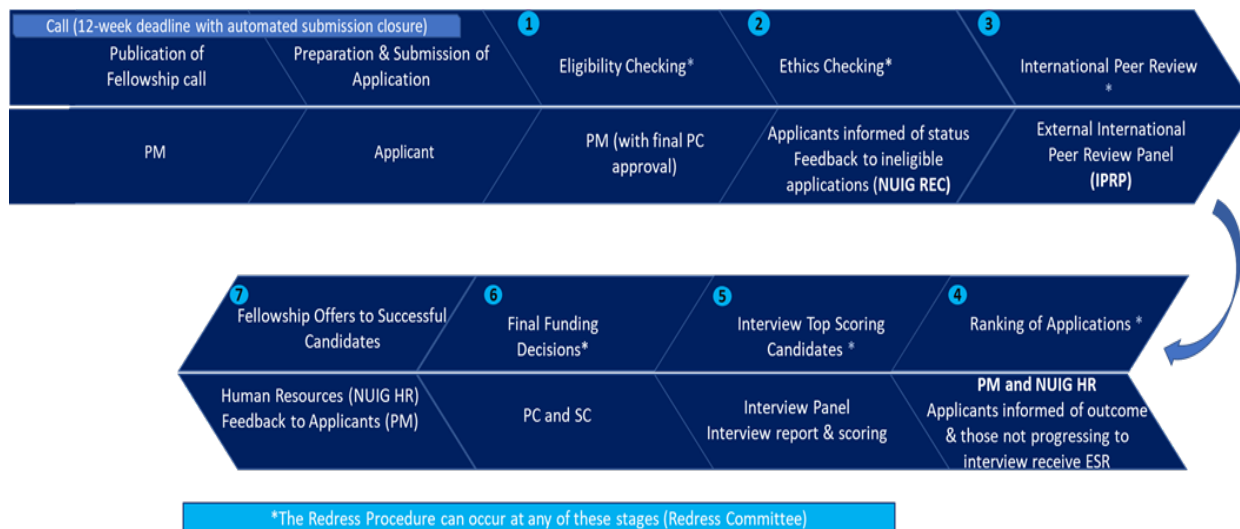 Call (12-week deadline with automated submission closure)
Publication of
Fellowship call
Preparation & Submission of
Application
1
Eligibility Checking*
2
Ethics Checking*
3
International Peer Review
*
PM
Applicant
PM (with final PC
approval)
Applicants informed of status
Feedback to ineligible
applications (NUIG REC)
External International
Peer Review Panel
(IPRP)
7
Fellowship Offers to Successful
Candidates
6
Final Funding
Decisions*
5
Interview Top Scoring
Candidates *
4
Ranking of Applications *
Human Resources (NUIG HR)
Feedback to Applicants (PM)
PC and SC
Interview Panel
Interview report & scoring
PM and NUIG HR
Applicants informed of outcome
& those not progressing to
interview receive ESR
*The Redress Procedure can occur at any of these stages (Redress Committee)